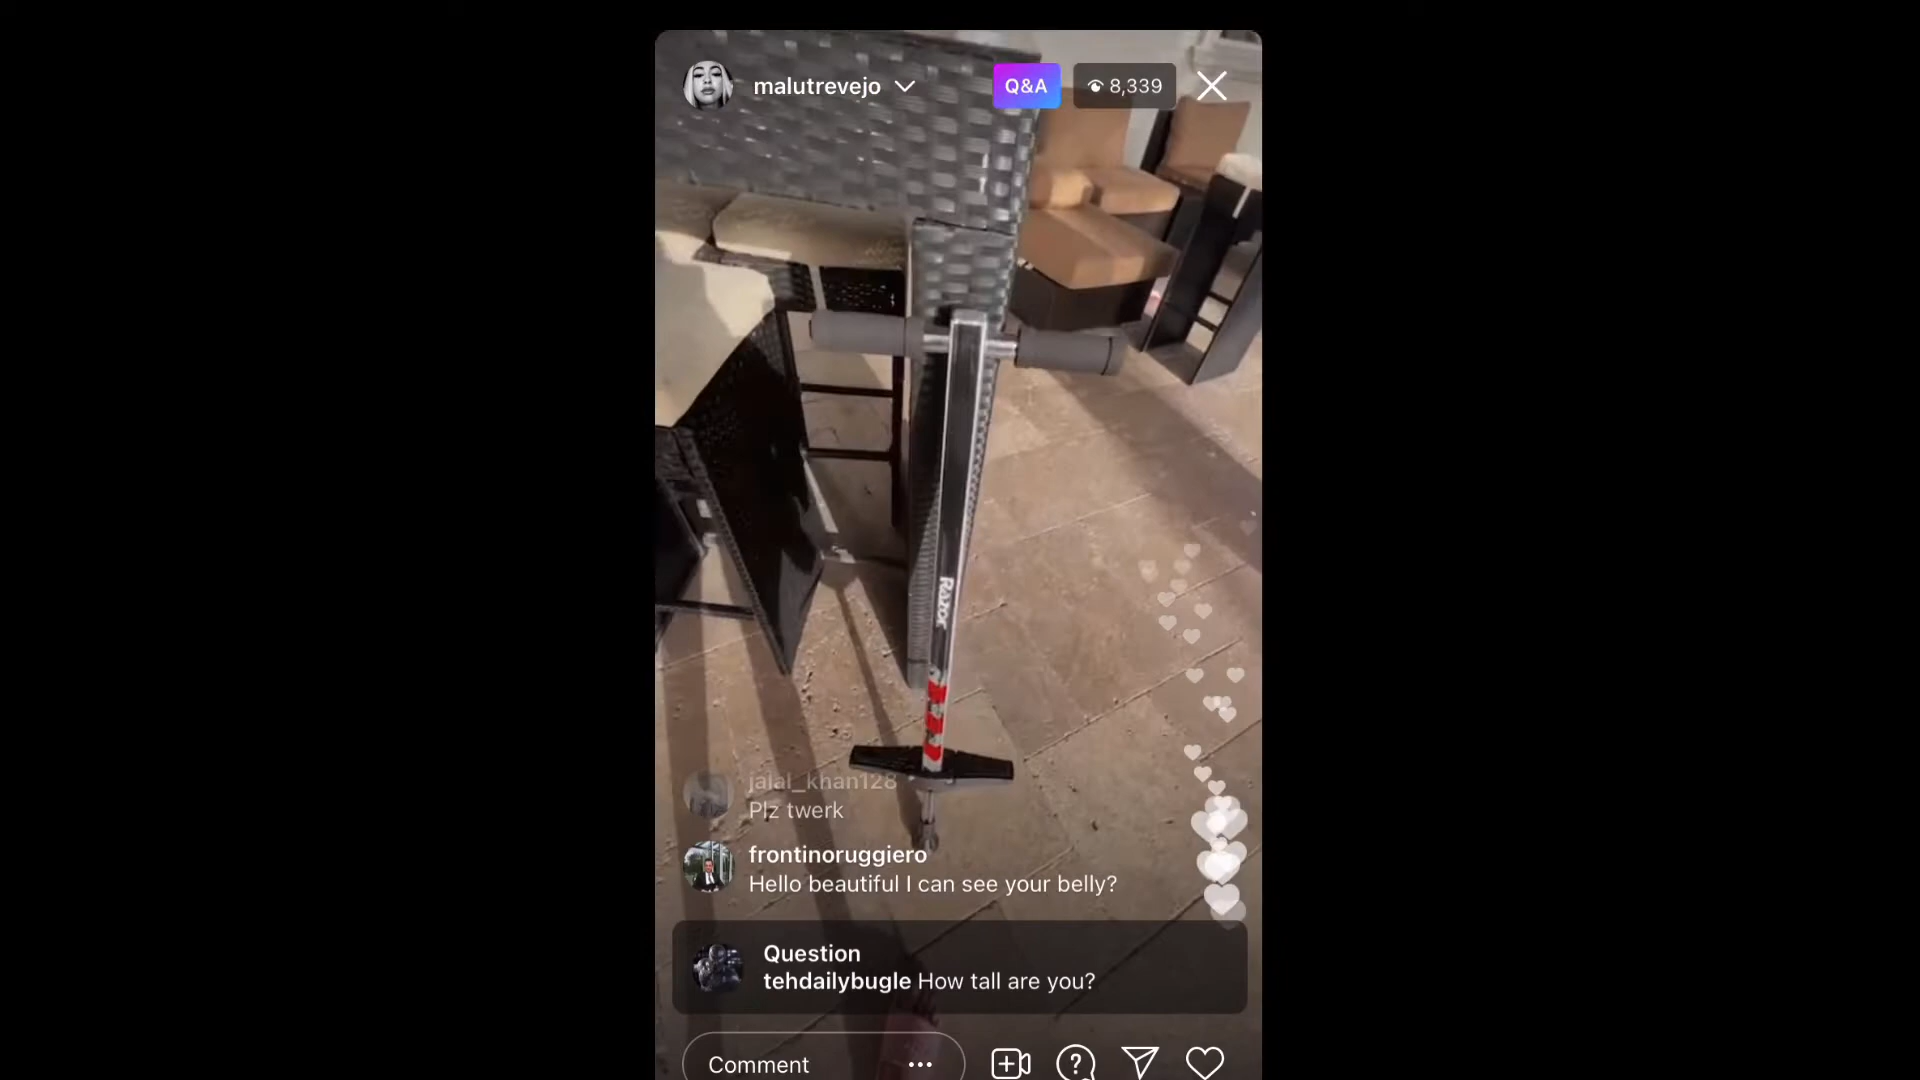 malutrevejo
Q&A
8,339
Razor
jalal_khan128
Plz twerk
frontinoruggiero
Hello beautiful I can see your belly?
Question
tehdailybugle How tall are you?
Comment